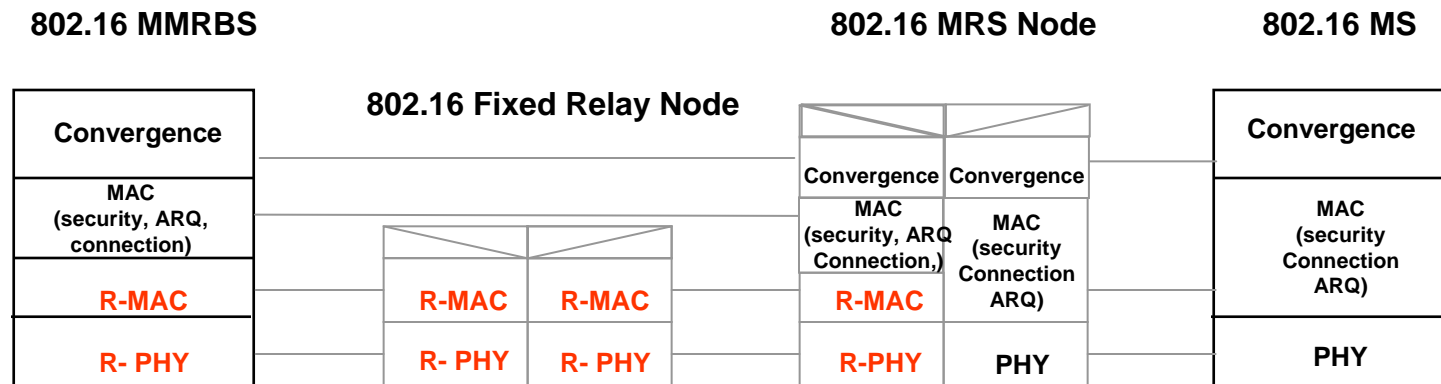 802.16 MMRBS
802.16 MRS Node
802.16 MS
802.16 Fixed Relay Node
Convergence
MAC
(security, ARQ,
connection)
R-MAC
R- PHY
R-MAC
R-MAC
R- PHY
R- PHY
Convergence
Convergence
MAC
(security, ARQ
Connection,)
R-MAC
R-PHY
MAC
(security
Connection
ARQ)
PHY
Convergence
MAC
(security
Connection
ARQ)
PHY